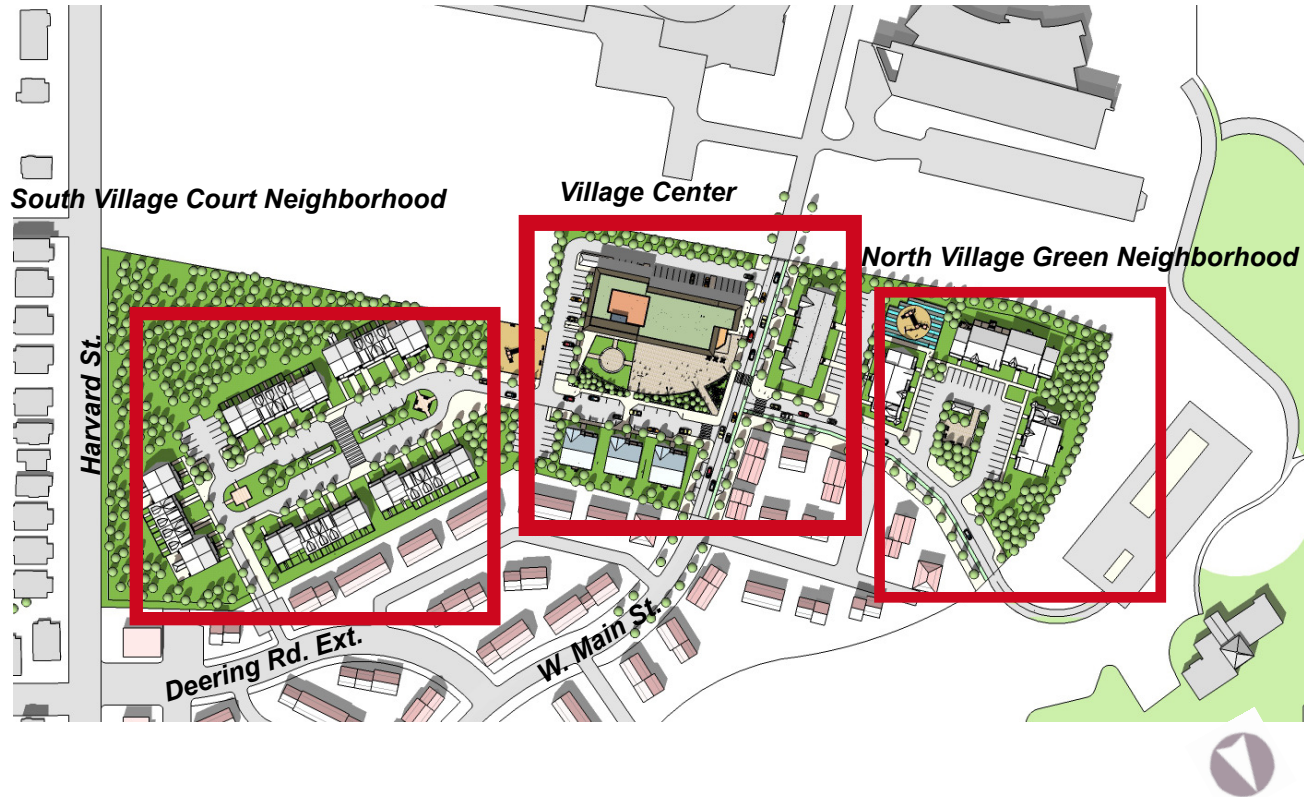 South Village Court Neighborhood
Village Center
North Village Green Neighborhood
Harvard St.
Deering Rd. Ext.
W. Main St.